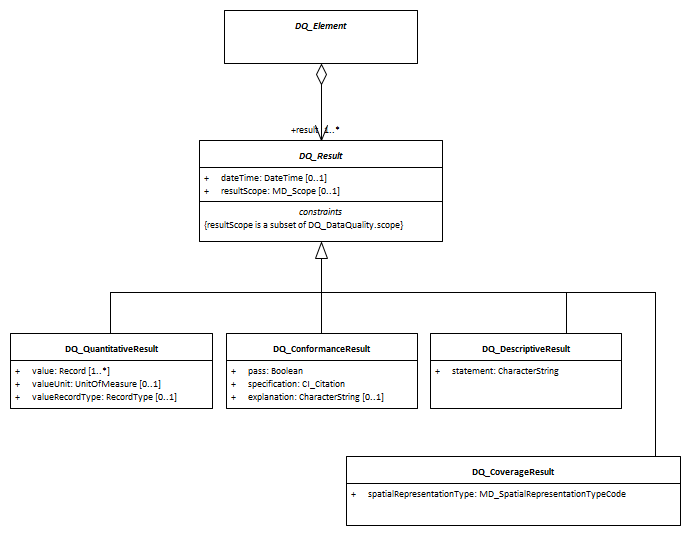 DQ_Element
+result 1..*
DQ_Result
+ dateTime: DateTime [0..1]
+ resultScope: MD_Scope [0..1]
constraints
{resultScope is a subset of DQ_DataQuality.scope}
DQ_QuantitativeResult
+ value: Record [1..*]
+ valueUnit: UnitOfMeasure [0..1]
+ valueRecordType: RecordType [0..1]
DQ_ConformanceResult
+ pass: Boolean
+ specification: CI_Citation
+ explanation: CharacterString [0..1]
DQ_DescriptiveResult
+ statement: CharacterString
DQ_CoverageResult
+ spatialRepresentationType: MD_SpatialRepresentationTypeCode